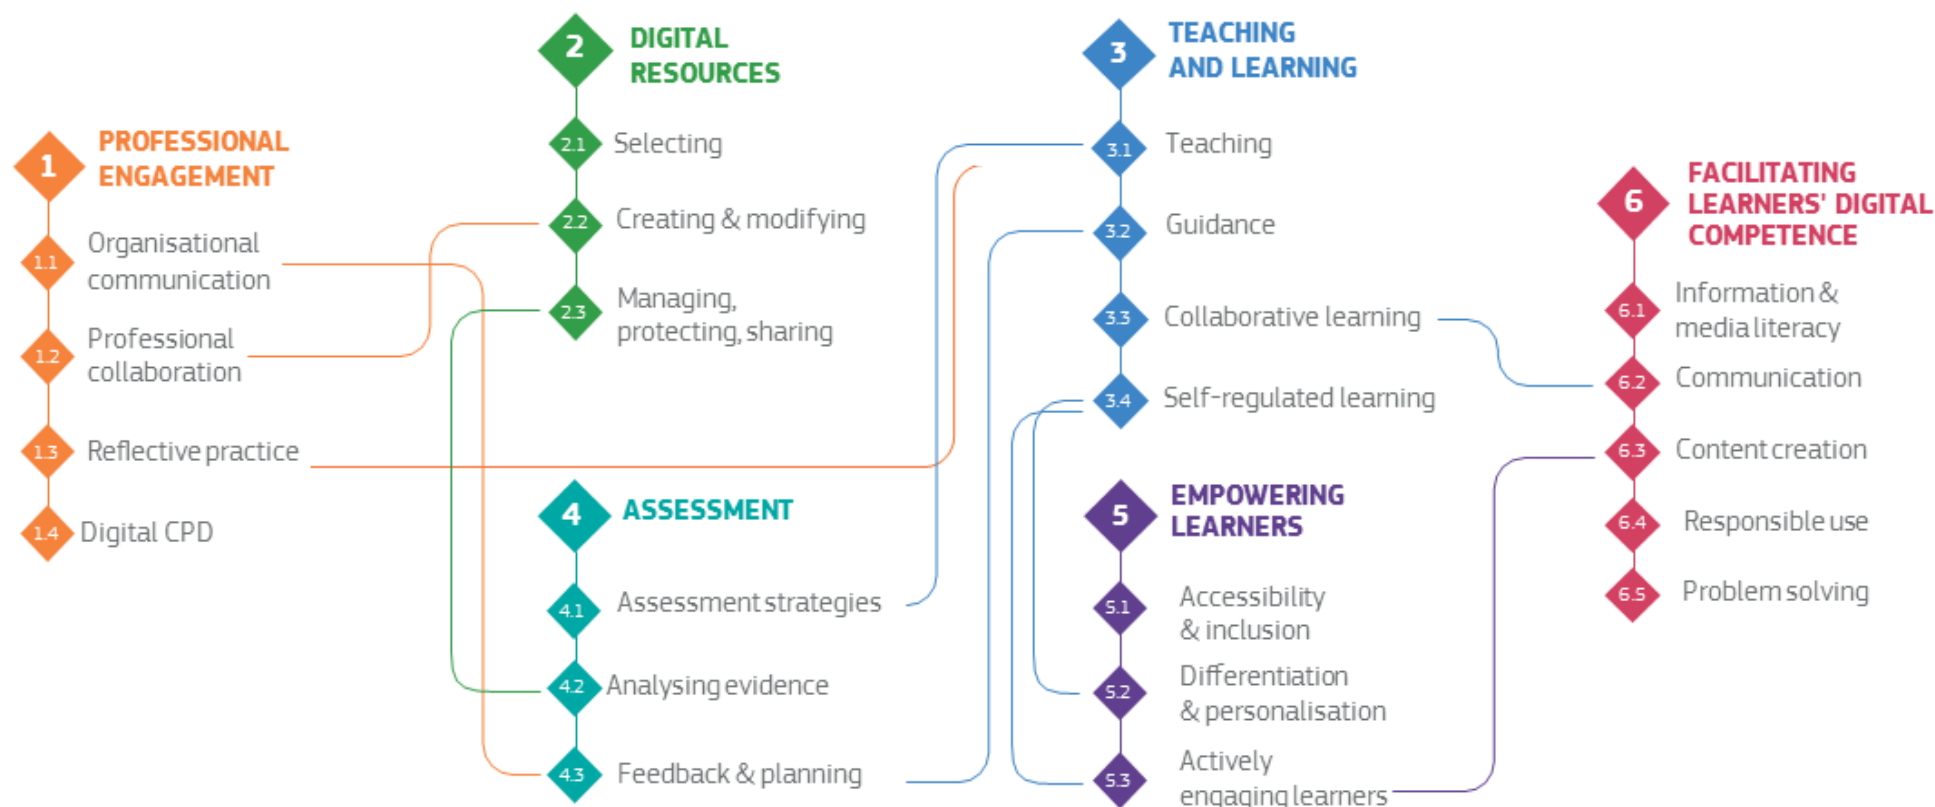 1
PROFESSIONAL
ENGAGEMENT
1.1
Organisational
communication
1.2
Professional
collaboration
1.3
Reflective practice
1.4
Digital CPD
2
DIGITAL
RESOURCES
2.1
Selecting
2.2
Creating & modifying
2.3
Managing,
protecting, sharing
3
TEACHING
AND LEARNING
3.1
Teaching
3.2
Guidance
3.3
Collaborative learning
3.4
Self-regulated learning
4
ASSESSMENT
4.1
Assessment strategies
4.2
Analysing evidence
4.3
Feedback & planning
5
EMPOWERING
LEARNERS
5.1
Accessibility
& inclusion
5.2
Differentiation
& personalisation
5.3
Actively
engaging learners
6
FACILITATING
LEARNERS' DIGITAL
COMPETENCE
6.1
Information &
media literacy
6.2
Communication
6.3
Content creation
6.4
Responsible use
6.5
Problem solving